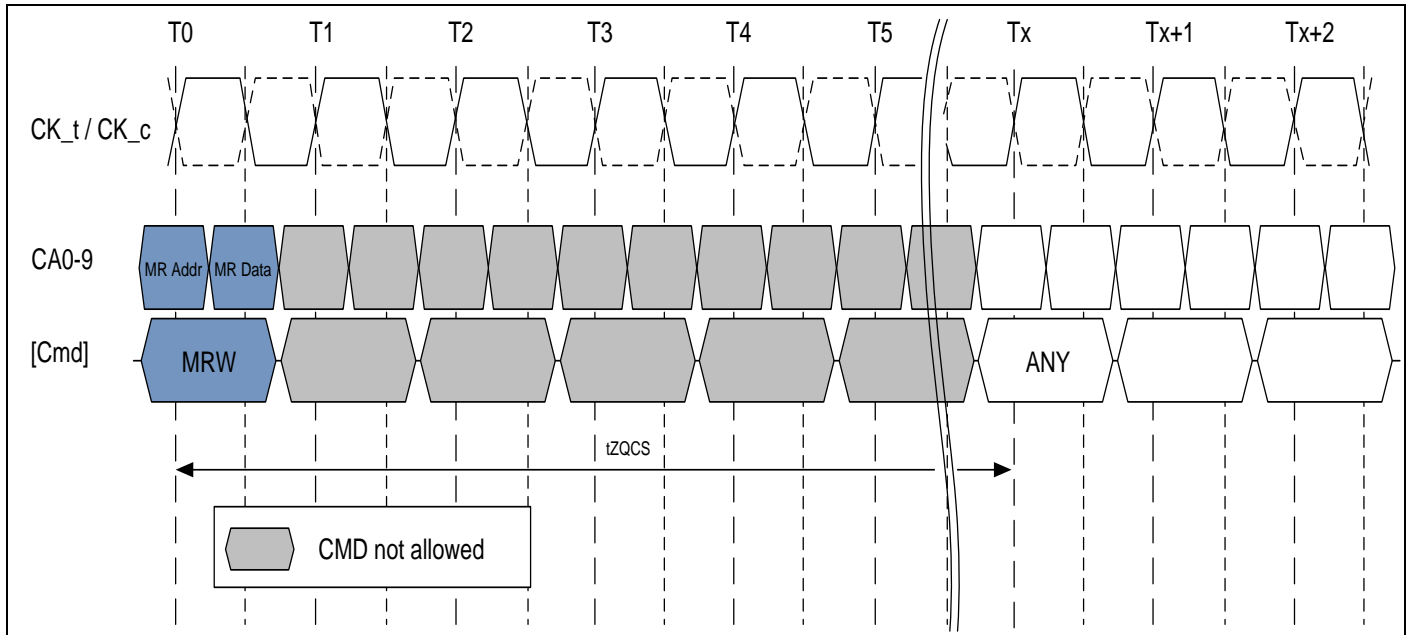 T0 T1 T2 T3 T4 T5 Tx Tx+1 Tx+2
CK_t / CK_c
CA0-9 MR Addr MR Data
[Cmd] MRW ANY
tZQCS
CMD not allowed